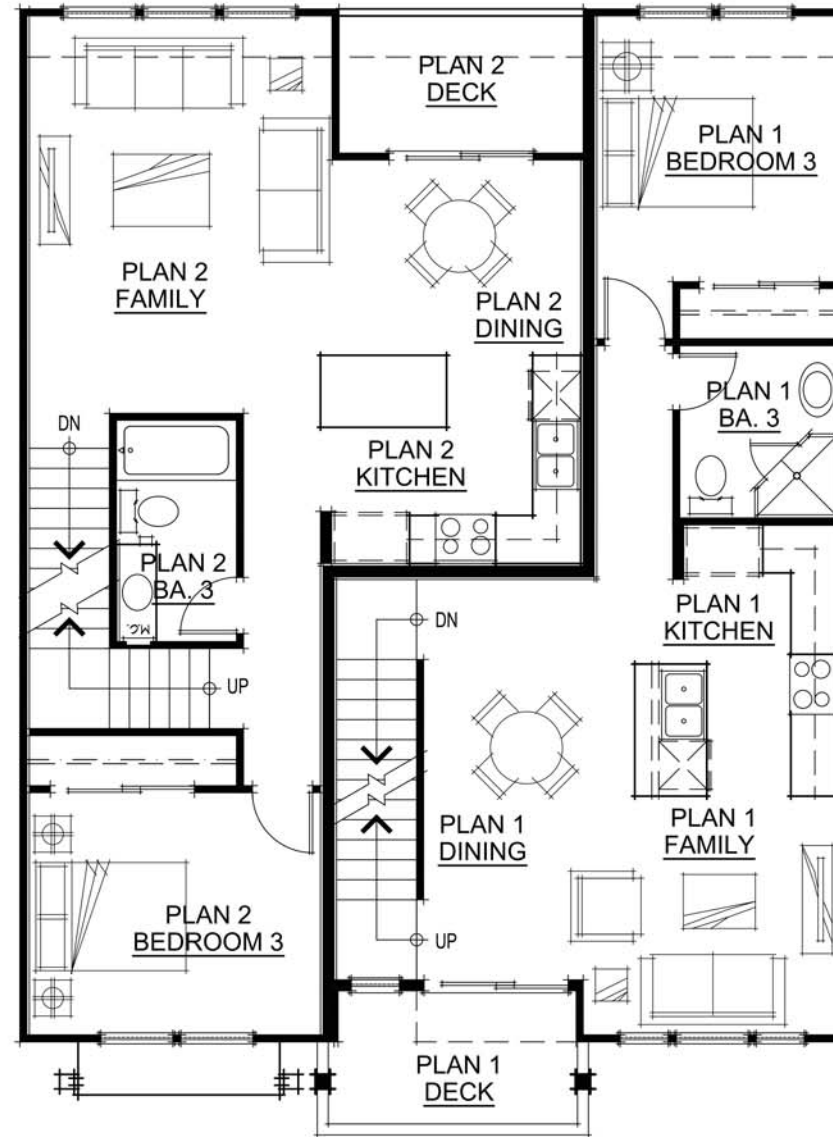 PLAN 2
DECK
PLAN 1
BEDROOM 3
PLAN 2
FAMILY
PLAN 2
DINING
PLAN 1
BA. 3
DN
PLAN 2
KITCHEN
PLAN 2
BA. 3
M.C.
PLAN 1
KITCHEN
DN
UP
PLAN 1
DINING
PLAN 1
FAMILY
PLAN 2
BEDROOM 3
UP
PLAN 1
DECK